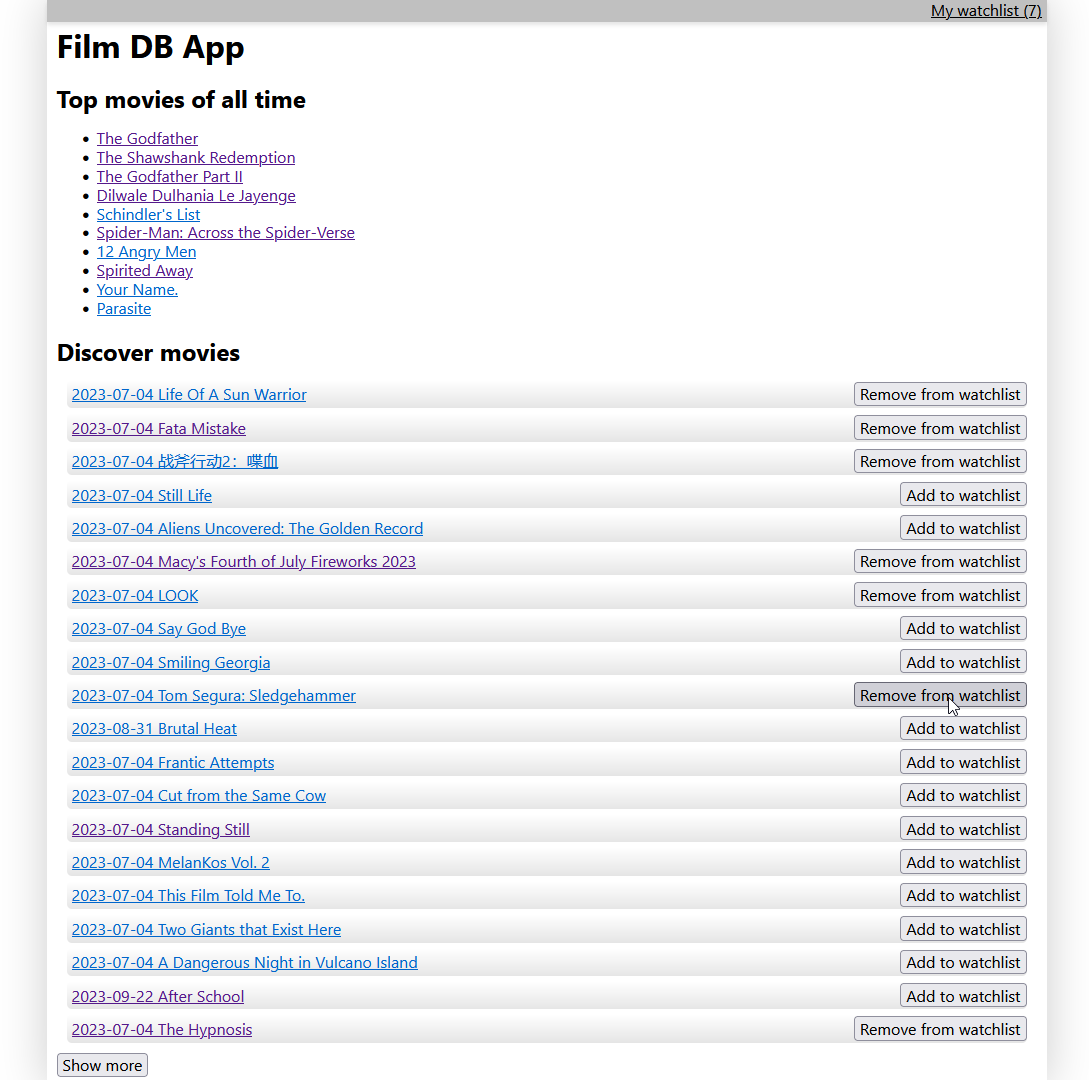 My watchlist (7)
Film DB App
Top movies of all time
The Godfather
The Shawshank Redemption
The Godfather Part II
Dilwale Dulhania Le Jayenge
Schindler's List
Spider-Man: Across the Spider-Verse
12 Angry Men
Spirited Away
Your Name.
Parasite
Discover movies
2023-07-04 Life Of A Sun Warrior Remove from watchlist
2023-07-04 Fata Mistake Remove from watchlist
2023-07-04 战斧行动2：喋血 Remove from watchlist
2023-07-04 Still Life Add to watchlist
2023-07-04 Aliens Uncovered: The Golden Record Add to watchlist
2023-07-04 Macy's Fourth of July Fireworks 2023 Remove from watchlist
2023-07-04 LOOK Remove from watchlist
2023-07-04 Say God Bye Add to watchlist
2023-07-04 Smiling Georgia Add to watchlist
2023-07-04 Tom Segura: Sledgehammer Remove from watchlist
2023-08-31 Brutal Heat Add to watchlist
2023-07-04 Frantic Attempts Add to watchlist
2023-07-04 Cut from the Same Cow Add to watchlist
2023-07-04 Standing Still Add to watchlist
2023-07-04 MelanKos Vol. 2 Add to watchlist
2023-07-04 This Film Told Me To. Add to watchlist
2023-07-04 Two Giants that Exist Here Add to watchlist
2023-07-04 A Dangerous Night in Vulcano Island Add to watchlist
2023-09-22 After School Add to watchlist
2023-07-04 The Hypnosis Remove from watchlist
Show more